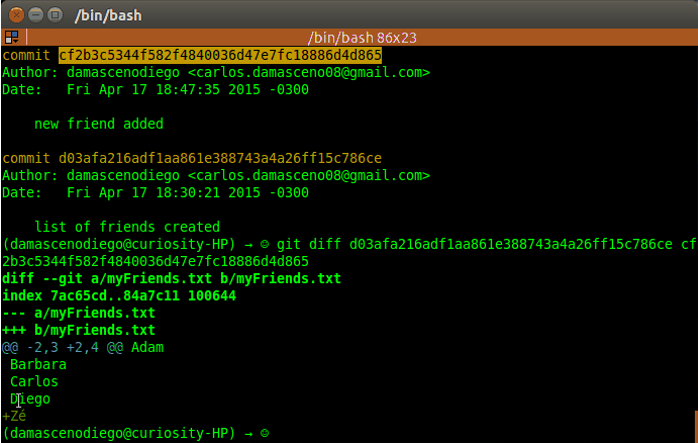 /bin/bash
/bin/bash 86x23
commit cf2b3c5344f582f4840036d47e7fc18886d4d865
Author: damascenodiego <carlos.damasceno08@gmail.com>
Date:   Fri Apr 17 18:47:35 2015 -0300
new friend added
commit d03afa216adf1aa861e388743a4a26ff15c786ce
Author: damascenodiego <carlos.damasceno08@gmail.com>
Date:   Fri Apr 17 18:30:21 2015 -0300
list of friends created
(damascenodiego@curiosity-HP) → ☺ git diff d03afa216adf1aa861e388743a4a26ff15c786ce cf
2b3c5344f582f4840036d47e7fc18886d4d865
diff --git a/myFriends.txt b/myFriends.txt
index 7ac65cd..84a7c11 100644
--- a/myFriends.txt
+++ b/myFriends.txt
@@ -2,3 +2,4 @@ Adam
Barbara
Carlos
Diego
+Zé
(damascenodiego@curiosity-HP) → ☺